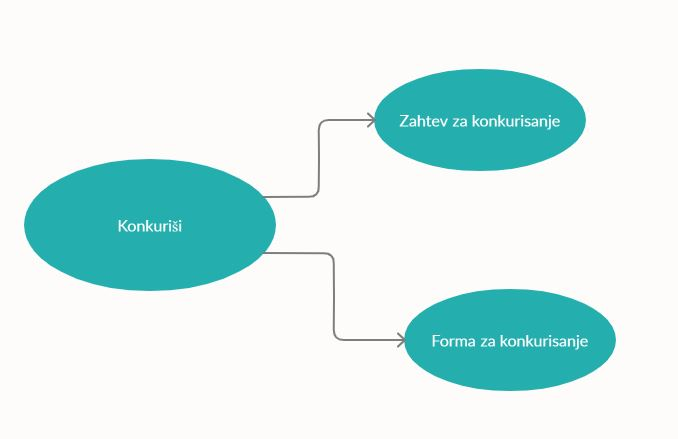 Zahtev za konkurisanje
Konkuriši
Forma za konkurisanje